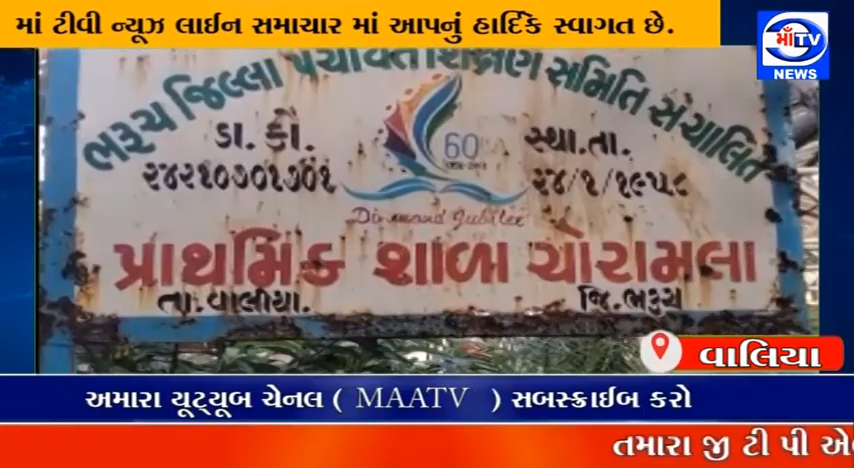 માં ટીવી ન્યૂઝ લાઈન સમાચાર માં આપનું હાર્દિક સ્વાગત છે.
માઁ TV
NEWS
ભરૂચ જિલ્લા પંચાયત શિક્ષણ સમિતિ સંચાલિત
ડા. કો.
૨૪૨૧૦૭૦૧૭૦૧
60
સ્થા.તા.
૨૪/૧/૧૯૫૮
Diamond Jubilee
પ્રાથમિક શાળા ચોરામલા
તા.વાલીયા.
જિ.ભરૂચ
વાલિયા
અમારા યૂટ્યૂબ ચેનલ ( MAATV ) સબસ્ક્રાઈબ કરો
તમારા જી ટી પી એ